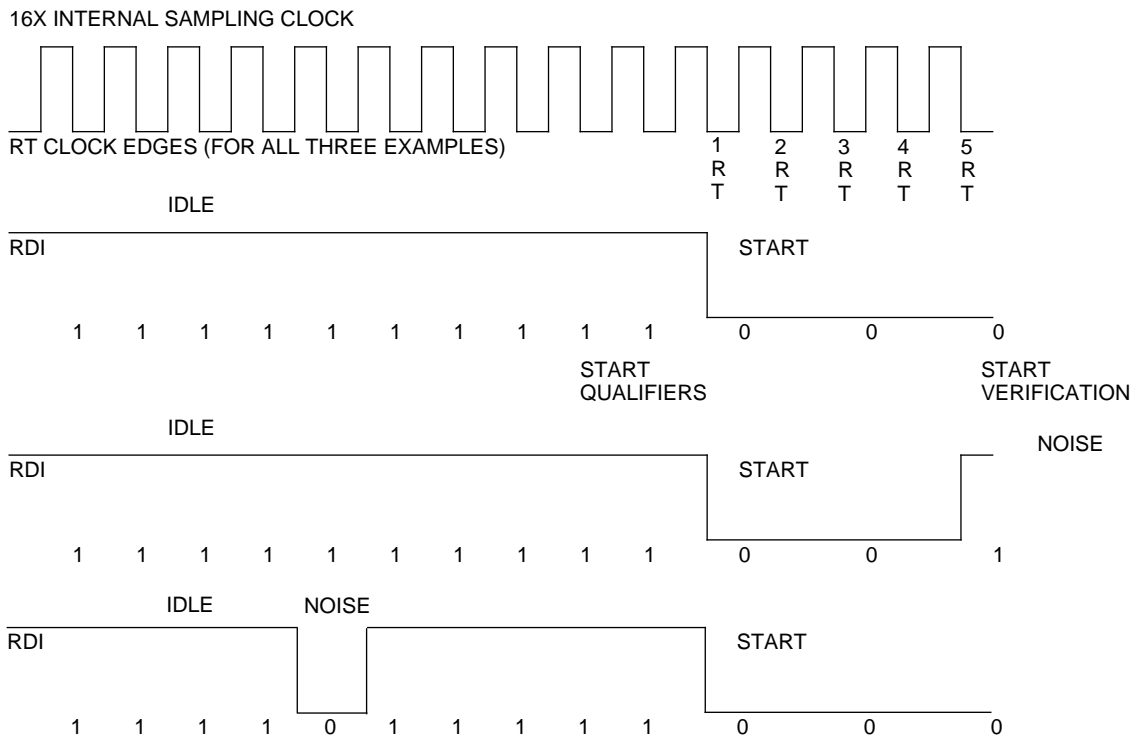 16X INTERNAL SAMPLING CLOCK
RT CLOCK EDGES (FOR ALL THREE EXAMPLES)
1 2 3 4 5
R R R R R
T T T T T
IDLE
RDI START
1 1 1 1 1 1 1 1 1 1 0 0 0
START START
QUALIFIERS VERIFICATION
IDLE
NOISE
RDI START
1 1 1 1 1 1 1 1 1 1 0 0 1
IDLE NOISE
RDI START
1 1 1 1 0 1 1 1 1 1 0 0 0